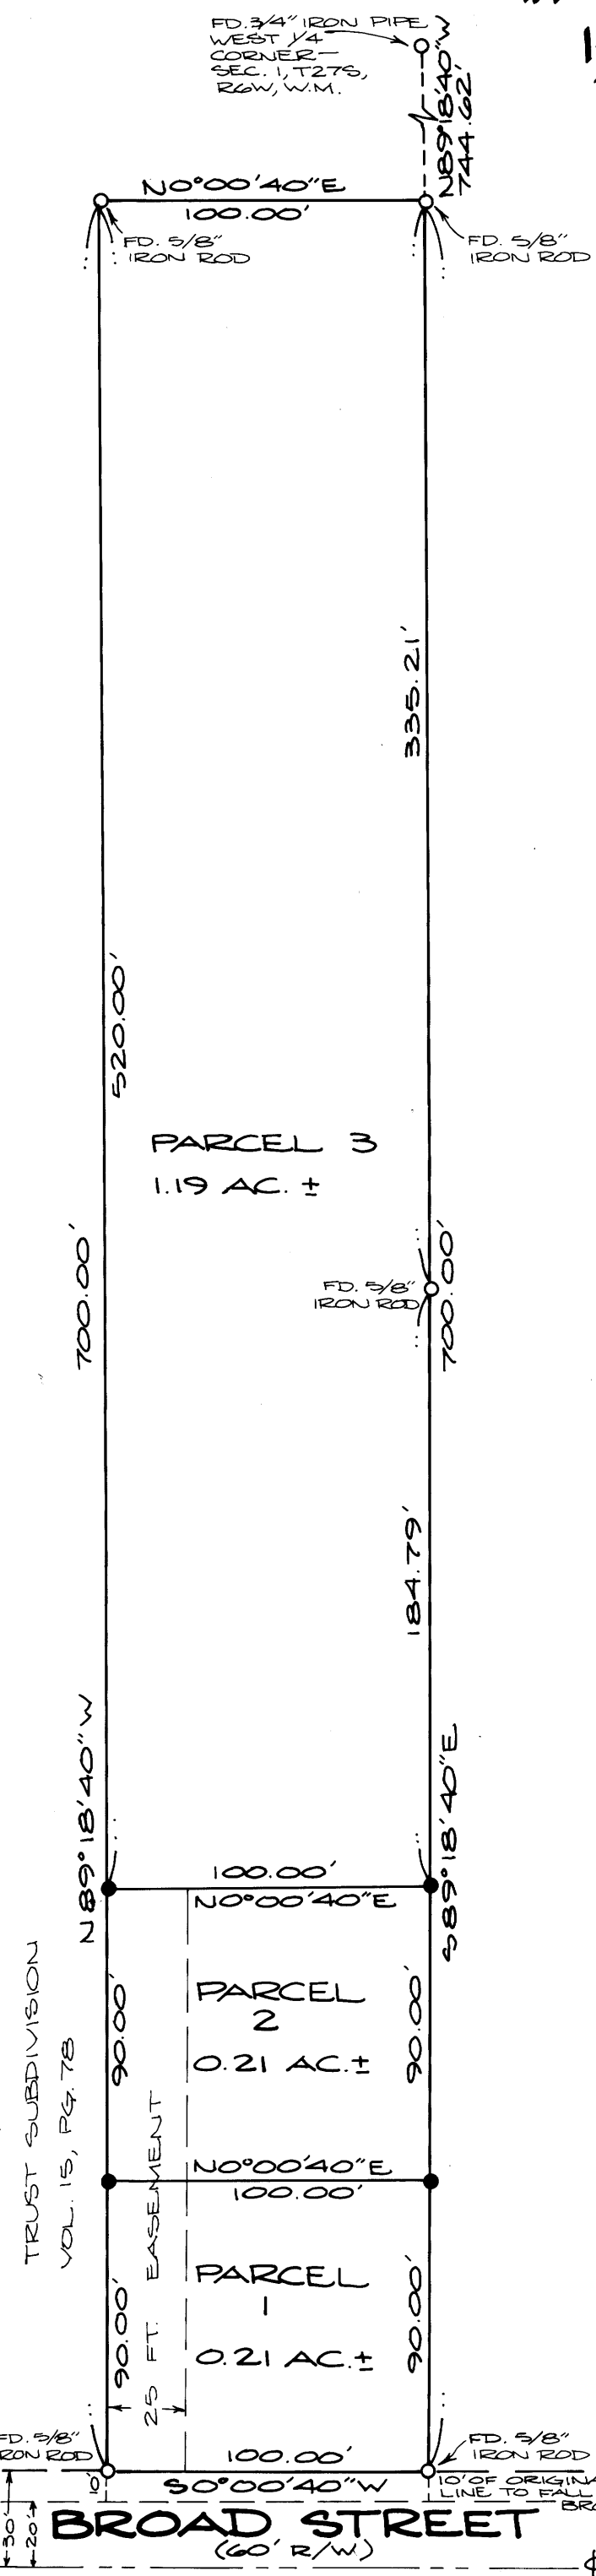 FD. 3/4" IRON PIPE
WEST 1/4
CORNER—
SEC. 1, T27S,
R6W, W.M.
N89°18'40"W
744.62'
N0°00'40"E
100.00'
FD. 5/8"
IRON ROD
FD. 5/8"
IRON ROD
335.21'
520.00'
PARCEL 3
1.19 AC. ±
700.00'
FD. 5/8"
IRON ROD
700.00'
184.79'
N89°18'40"W
S89°18'40"E
100.00'
N0°00'40"E
TRUST SUBDIVISION
VOL. 15, PG. 78
90.00'
PARCEL
2
0.21 AC.±
90.00'
N0°00'40"E
100.00'
25 FT. EASEMENT
90.00'
PARCEL
1
0.21 AC.±
90.00'
FD. 5/8"
IRON ROD
100.00'
S0°00'40"W
FD. 5/8"
IRON ROD
10'
10' OF ORIGINA
LINE TO FALL
BRO
30'
20'
BROAD STREET
(60' R/W)